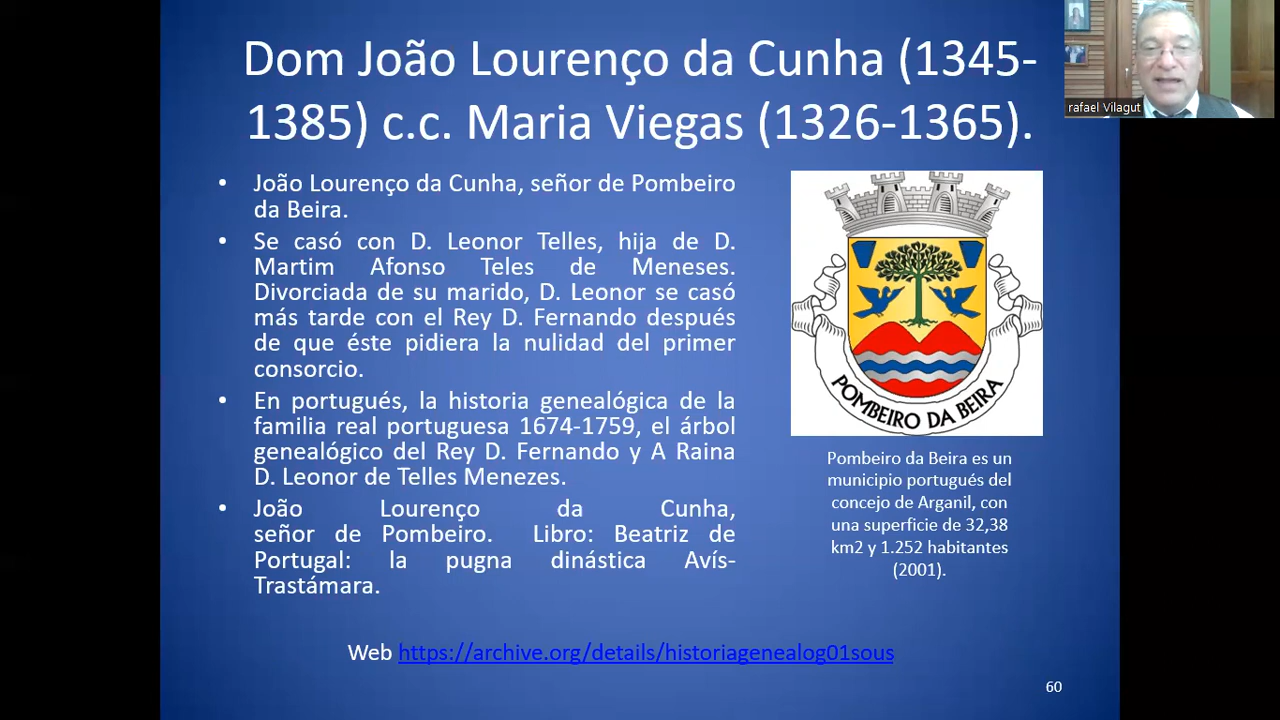 Dom João Lourenço da Cunha (1345-
1385) c.c. Maria Viegas (1326-1365).
rafael Vilagut
• João Lourenço da Cunha, señor de Pombeiro
da Beira.
• Se casó con D. Leonor Telles, hija de D.
Martim Afonso Teles de Meneses.
Divorciada de su marido, D. Leonor se casó
más tarde con el Rey D. Fernando después
de que éste pidiera la nulidad del primer
consorcio.
• En portugués, la historia genealógica de la
familia real portuguesa 1674-1759, el árbol
genealógico del Rey D. Fernando y A Raina
D. Leonor de Telles Menezes.
• João Lourenço da Cunha,
señor de Pombeiro. Libro: Beatriz de
Portugal: la pugna dinástica Avís-
Trastámara.
POMBEIRO DA BEIRA
Pombeiro da Beira es un
municipio portugués del
concejo de Arganil, con
una superficie de 32,38
km2 y 1.252 habitantes
(2001).
Web https://archive.org/details/historiagenealog01sous
60